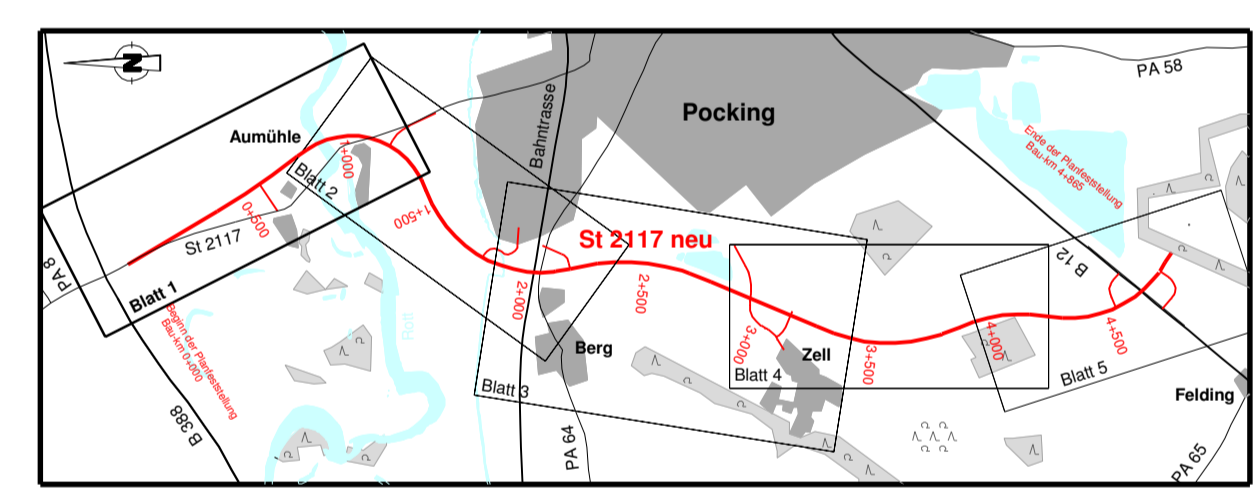 N
PA 58
Pocking
Aumühle
Bahntrasse
Ende der Planfeststellung
Bau-km 4+865
Blatt 2
1+000
0+500
1+500
St 2117
St 2117 neu
B 12
PA 8
Blatt 1
Beginn der Planfeststellung
Bau-km 0+000
Rott
2+000
2+500
3+000
3+500
4+000
4+500
Berg
Zell
Blatt 3
Blatt 4
Blatt 5
Felding
B 388
PA 64
PA 65